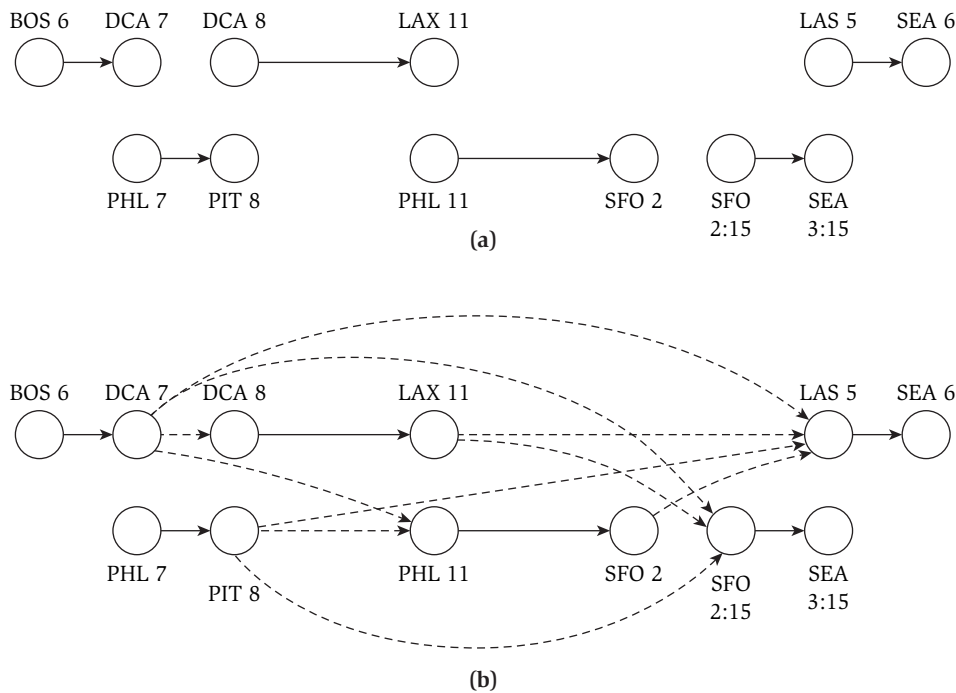 BOS 6 DCA 7 DCA 8 LAX 11 LAS 5 SEA 6
PHL 7 PIT 8 PHL 11 SFO 2 SFO SEA
2:15 3:15
(a)
BOS 6 DCA 7 DCA 8 LAX 11 LAS 5 SEA 6
PHL 7 PIT 8 PHL 11 SFO 2 SFO SEA
2:15 3:15
(b)